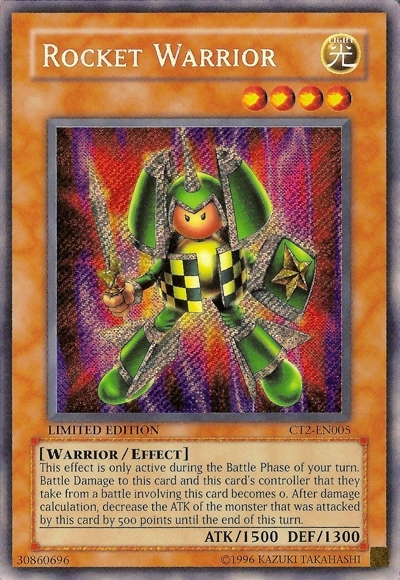 ROCKET WARRIOR
LIGHT
光
LIMITED EDITION
CT2-EN005
[WARRIOR / EFFECT]
This effect is only active during the Battle Phase of your turn.
Battle Damage to this card and this card's controller that they
take from a battle involving this card becomes 0. After damage
calculation, decrease the ATK of the monster that was attacked
by this card by 500 points until the end of this turn.
ATK/1500 DEF/1300
30860696
©1996 KAZUKI TAKAHASHI